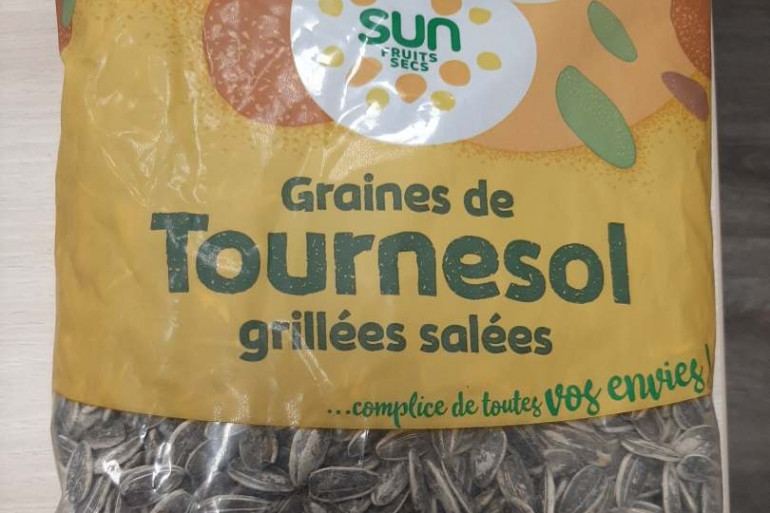 sun
FRUITS
SECS
Graines de
Tournesol
grillées salées
...complice de toutes vos envies!